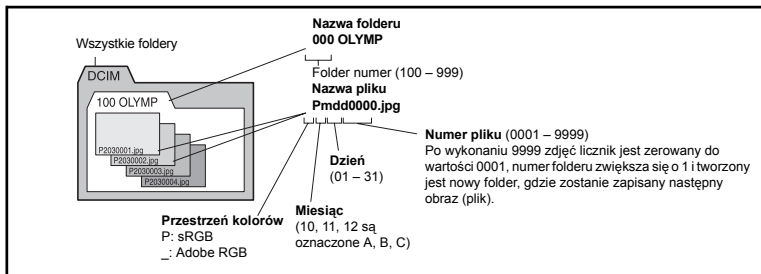 Wszystkie foldery
DCIM
100 OLYMP
P2030001.jpg
P2030002.jpg
P2030003.jpg
P2030004.jpg
Nazwa folderu
000 OLYMP
Folder numer (100 – 999)
Nazwa pliku
Pmdd0000.jpg
Numer pliku (0001 – 9999)
Po wykonaniu 9999 zdjęć licznik jest zerowany do
wartości 0001, numer folderu zwiększa się o 1 i tworzony
jest nowy folder, gdzie zostanie zapisany następny
obraz (plik).
Dzień
(01 – 31)
Miesiąc
(10, 11, 12 są
oznaczone A, B, C)
Przestrzeń kolorów
P: sRGB
_: Adobe RGB